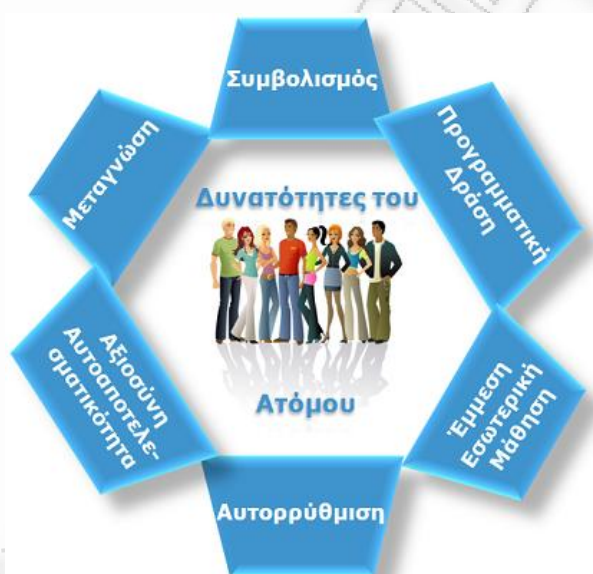 Συμβολισμός
Προγραμματική
Δράση
Έμμεση
Εσωτερική
Μάθηση
Αυτορρύθμιση
Αξιοσύνη
Αυτοαποτελε-
σματικότητα
Μεταγνώση
Δυνατότητες του
Ατόμου